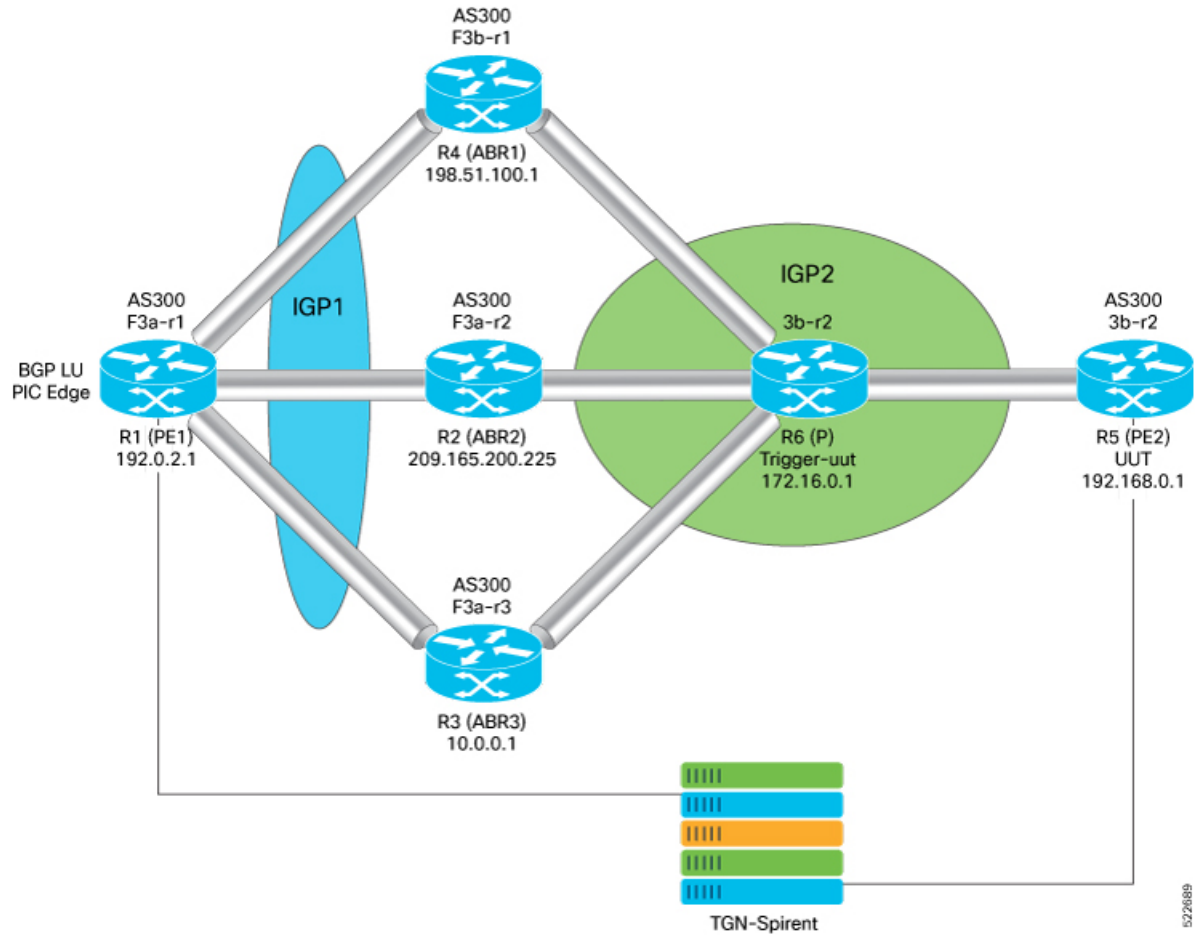 AS300
F3b-r1
R4 (ABR1)
198.51.100.1
IGP1
IGP2
AS300
F3a-r1
BGP LU
PIC Edge
R1 (PE1)
192.0.2.1
AS300
F3a-r2
R2 (ABR2)
209.165.200.225
3b-r2
R6 (P)
Trigger-uut
172.16.0.1
AS300
3b-r2
R5 (PE2)
UUT
192.168.0.1
AS300
F3a-r3
R3 (ABR3)
10.0.0.1
TGN-Spirent
522689